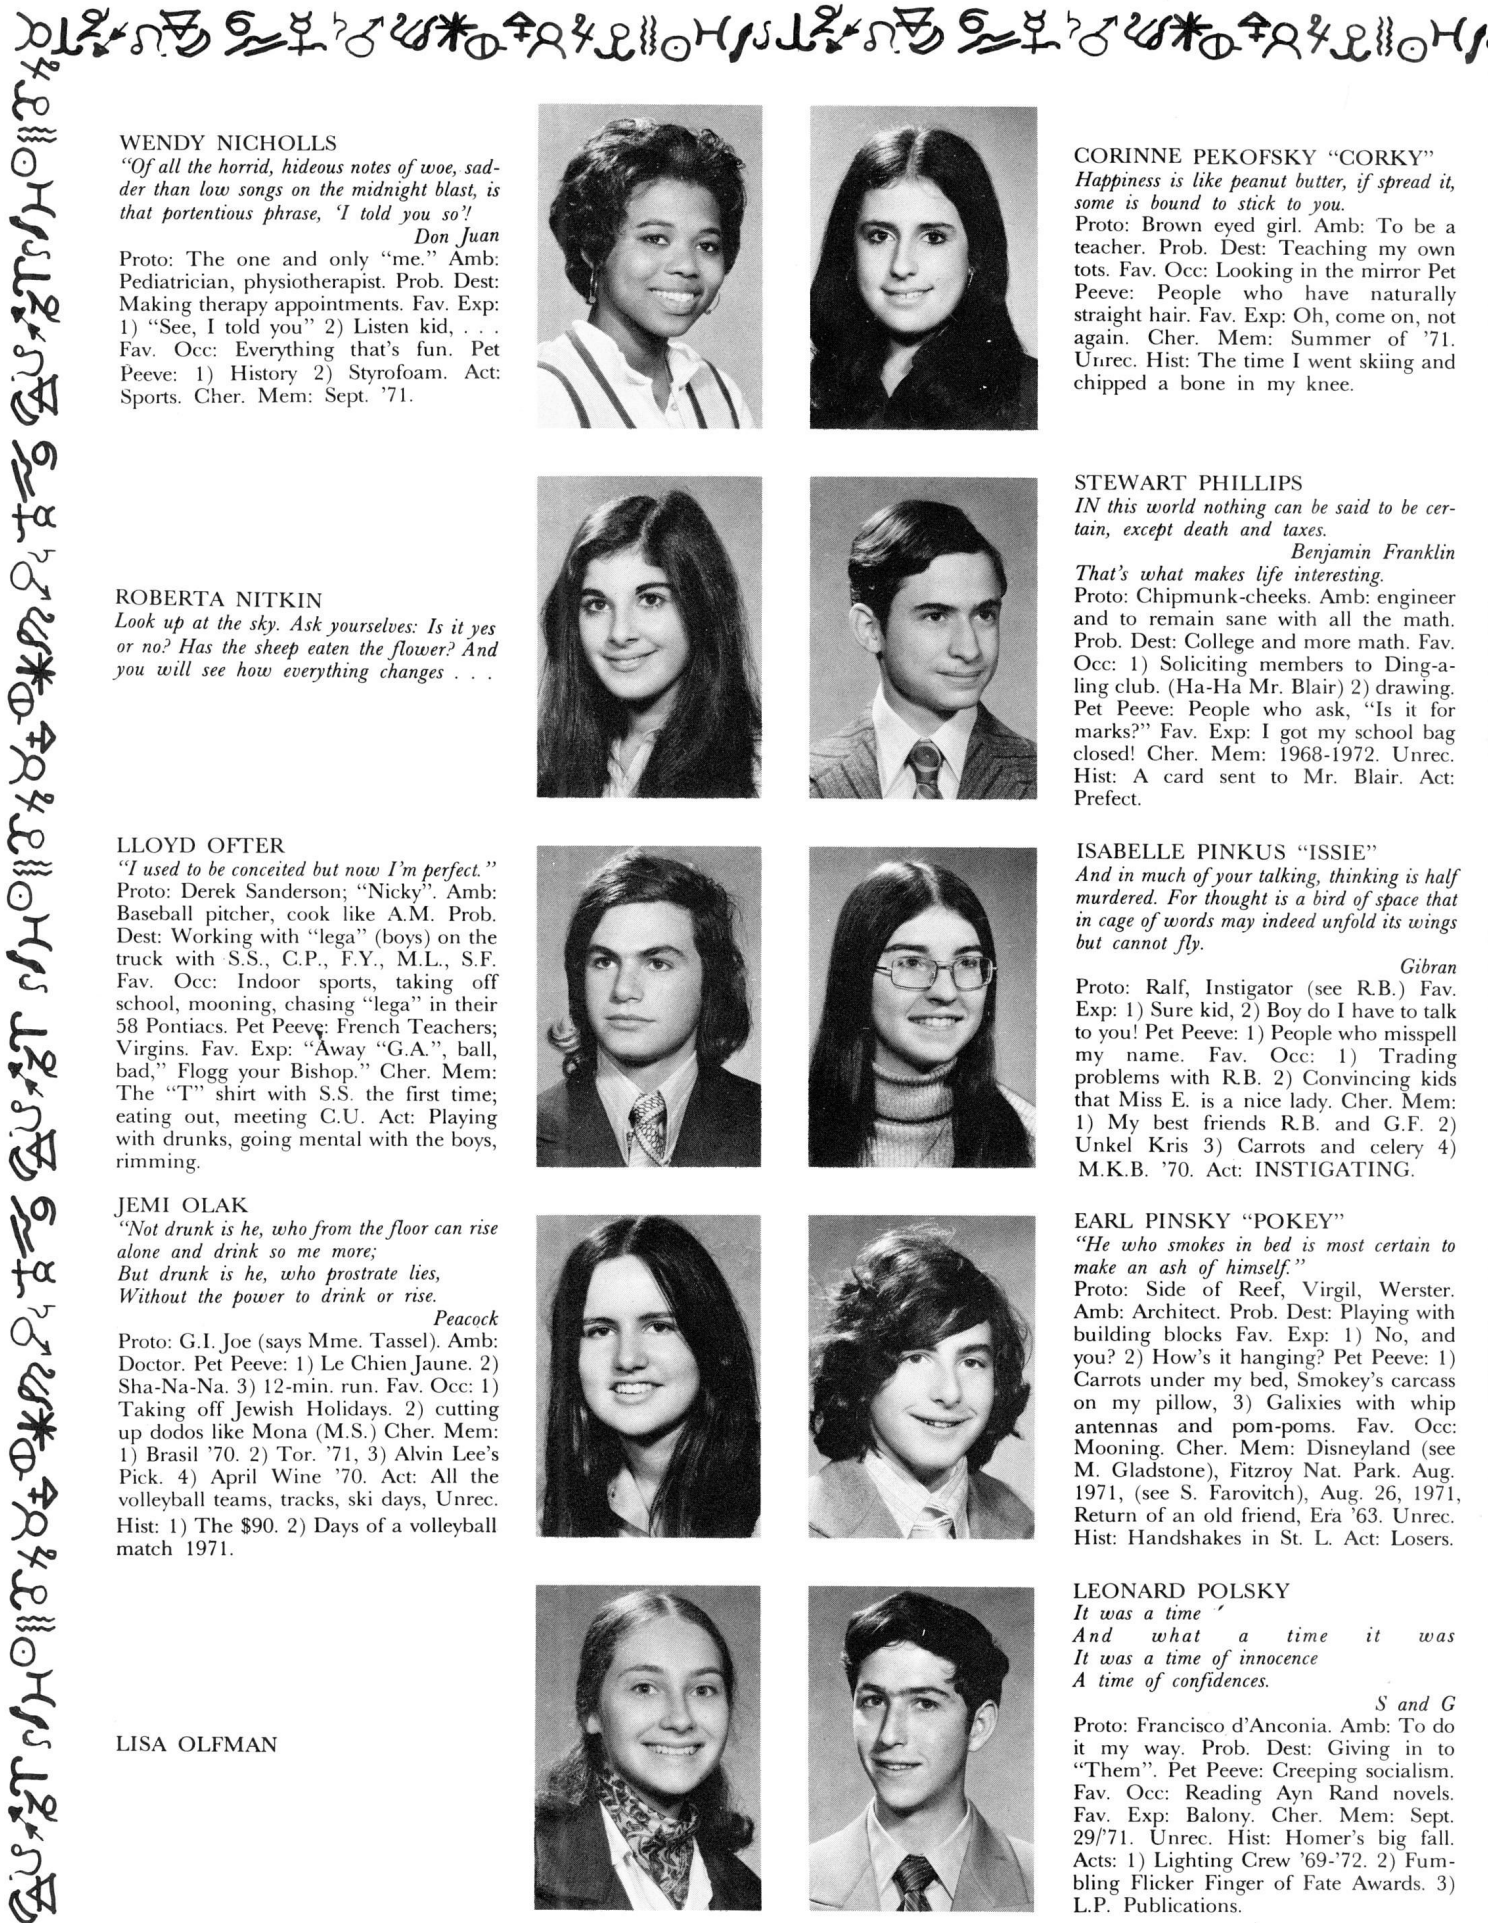 WENDY NICHOLLS
"Of all the horrid, hideous notes of woe, sad-
der than low songs on the midnight blast, is
that portentious phrase, 'I told you so'!
Don Juan
Proto: The one and only "me." Amb:
Pediatrician, physiotherapist. Prob. Dest:
Making therapy appointments. Fav. Exp:
1) "See, I told you" 2) Listen kid, . . .
Fav. Occ: Everything that's fun. Pet
Peeve: 1) History 2) Styrofoam. Act:
Sports. Cher. Mem: Sept. '71.
ROBERTA NITKIN
Look up at the sky. Ask yourselves: Is it yes
or no? Has the sheep eaten the flower? And
you will see how everything changes . . .
LLOYD OFTER
"I used to be conceited but now I'm perfect."
Proto: Derek Sanderson; "Nicky". Amb:
Baseball pitcher, cook like A.M. Prob.
Dest: Working with "lega" (boys) on the
truck with S.S., C.P., F.Y., M.L., S.F.
Fav. Occ: Indoor sports, taking off
school, mooning, chasing "lega" in their
58 Pontiacs. Pet Peeve: French Teachers;
Virgins. Fav. Exp: "Away "G.A.", ball,
bad," Flogg your Bishop." Cher. Mem:
The "T" shirt with S.S. the first time;
eating out, meeting C.U. Act: Playing
with drunks, going mental with the boys,
rimming.
JEMI OLAK
"Not drunk is he, who from the floor can rise
alone and drink so me more;
But drunk is he, who prostrate lies,
Without the power to drink or rise.
Peacock
Proto: G.I. Joe (says Mme. Tassel). Amb:
Doctor. Pet Peeve: 1) Le Chien Jaune. 2)
Sha-Na-Na. 3) 12-min. run. Fav. Occ: 1)
Taking off Jewish Holidays. 2) cutting
up dodos like Mona (M.S.) Cher. Mem:
1) Brasil '70. 2) Tor. '71, 3) Alvin Lee's
Pick. 4) April Wine '70. Act: All the
volleyball teams, tracks, ski days, Unrec.
Hist: 1) The $90. 2) Days of a volleyball
match 1971.
LISA OLFMAN
CORINNE PEKOFSKY "CORKY"
Happiness is like peanut butter, if spread it,
some is bound to stick to you.
Proto: Brown eyed girl. Amb: To be a
teacher. Prob. Dest: Teaching my own
tots. Fav. Occ: Looking in the mirror Pet
Peeve: People who have naturally
straight hair. Fav. Exp: Oh, come on, not
again. Cher. Mem: Summer of '71.
Unrec. Hist: The time I went skiing and
chipped a bone in my knee.
STEWART PHILLIPS
IN this world nothing can be said to be cer-
tain, except death and taxes.
Benjamin Franklin
That's what makes life interesting.
Proto: Chipmunk-cheeks. Amb: engineer
and to remain sane with all the math.
Prob. Dest: College and more math. Fav.
Occ: 1) Soliciting members to Ding-a-
ling club. (Ha-Ha Mr. Blair) 2) drawing.
Pet Peeve: People who ask, "Is it for
marks?" Fav. Exp: I got my school bag
closed! Cher. Mem: 1968-1972. Unrec.
Hist: A card sent to Mr. Blair. Act:
Prefect.
ISABELLE PINKUS "ISSIE"
And in much of your talking, thinking is half
murdered. For thought is a bird of space that
in cage of words may indeed unfold its wings
but cannot fly.
Gibran
Proto: Ralf, Instigator (see R.B.) Fav.
Exp: 1) Sure kid, 2) Boy do I have to talk
to you! Pet Peeve: 1) People who misspell
my name. Fav. Occ: 1) Trading
problems with R.B. 2) Convincing kids
that Miss E. is a nice lady. Cher. Mem:
1) My best friends R.B. and G.F. 2)
Unkel Kris 3) Carrots and celery 4)
M.K.B. '70. Act: INSTIGATING.
EARL PINSKY "POKEY"
"He who smokes in bed is most certain to
make an ash of himself."
Proto: Side of Reef, Virgil, Werster.
Amb: Architect. Prob. Dest: Playing with
building blocks Fav. Exp: 1) No, and
you? 2) How's it hanging? Pet Peeve: 1)
Carrots under my bed, Smokey's carcass
on my pillow, 3) Galixies with whip
antennas and pom-poms. Fav. Occ:
Mooning. Cher. Mem: Disneyland (see
M. Gladstone), Fitzroy Nat. Park. Aug.
1971, (see S. Farovitch), Aug. 26, 1971,
Return of an old friend, Era '63. Unrec.
Hist: Handshakes in St. L. Act: Losers.
LEONARD POLSKY
It was a time
And what a time it was
It was a time of innocence
A time of confidences.
S and G
Proto: Francisco d'Anconia. Amb: To do
it my way. Prob. Dest: Giving in to
"Them". Pet Peeve: Creeping socialism.
Fav. Occ: Reading Ayn Rand novels.
Fav. Exp: Balony. Cher. Mem: Sept.
29/'71. Unrec. Hist: Homer's big fall.
Acts: 1) Lighting Crew '69-'72. 2) Fum-
bling Flicker Finger of Fate Awards. 3)
L.P. Publications.